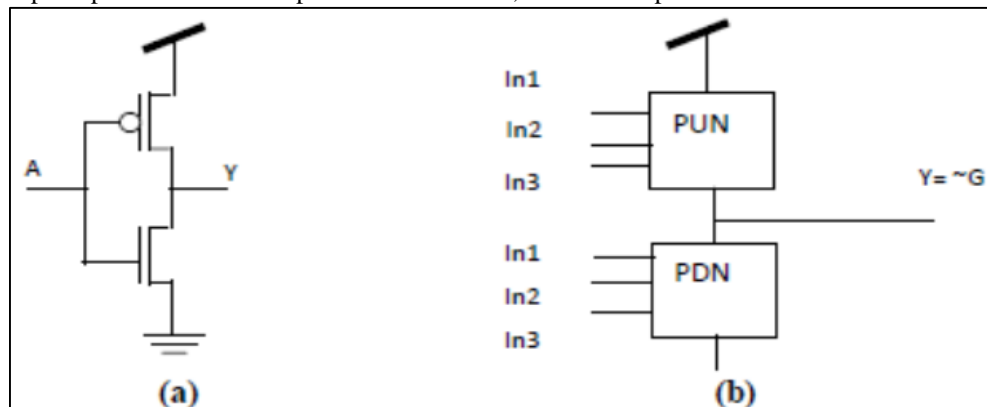 A
Y
(a)
In1
In2
In3
PUN
Y= ~G
In1
In2
In3
PDN
(b)